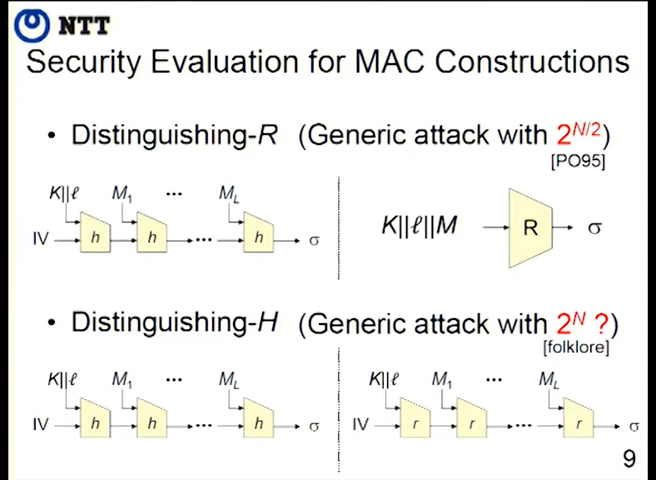 NTT
Security Evaluation for MAC Constructions
• Distinguishing-R (Generic attack with 2^{N/2})
[PO95]
K||ℓ M₁ ··· M_L
IV h h ··· h σ
K||ℓ||M R σ
• Distinguishing-H (Generic attack with 2^N ?)
[folklore]
K||ℓ M₁ ··· M_L K||ℓ M₁ ··· M_L
IV h h ··· h σ IV r r ··· r σ
9